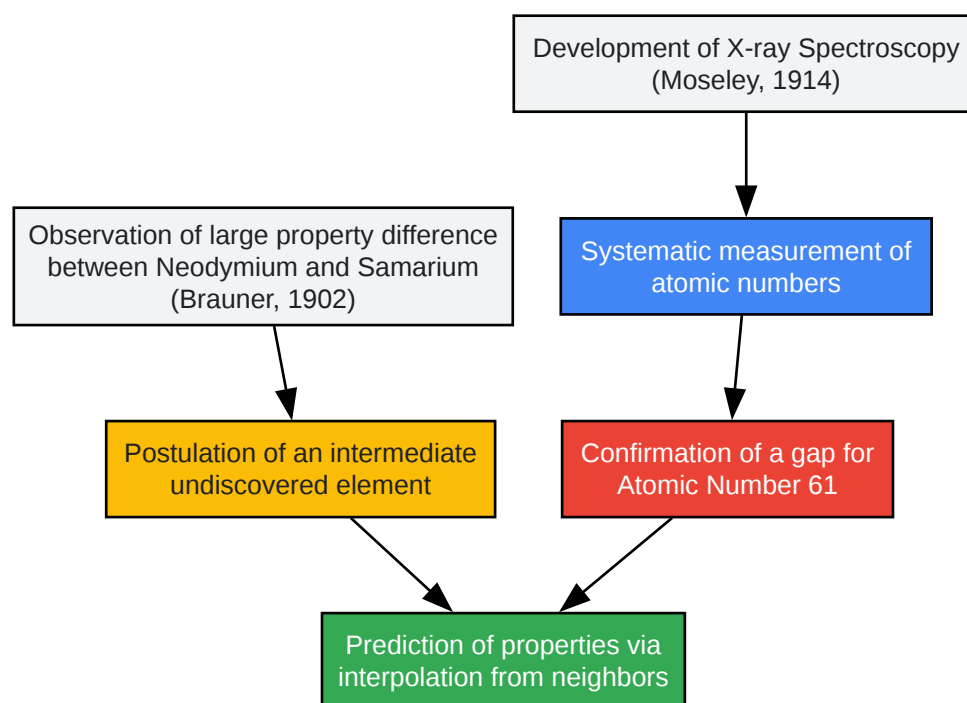 Development of X-ray Spectroscopy
(Moseley, 1914)
Observation of large property difference
between Neodymium and Samarium
(Brauner, 1902)
Systematic measurement of
atomic numbers
Postulation of an intermediate
undiscovered element
Confirmation of a gap for
Atomic Number 61
Prediction of properties via
interpolation from neighbors